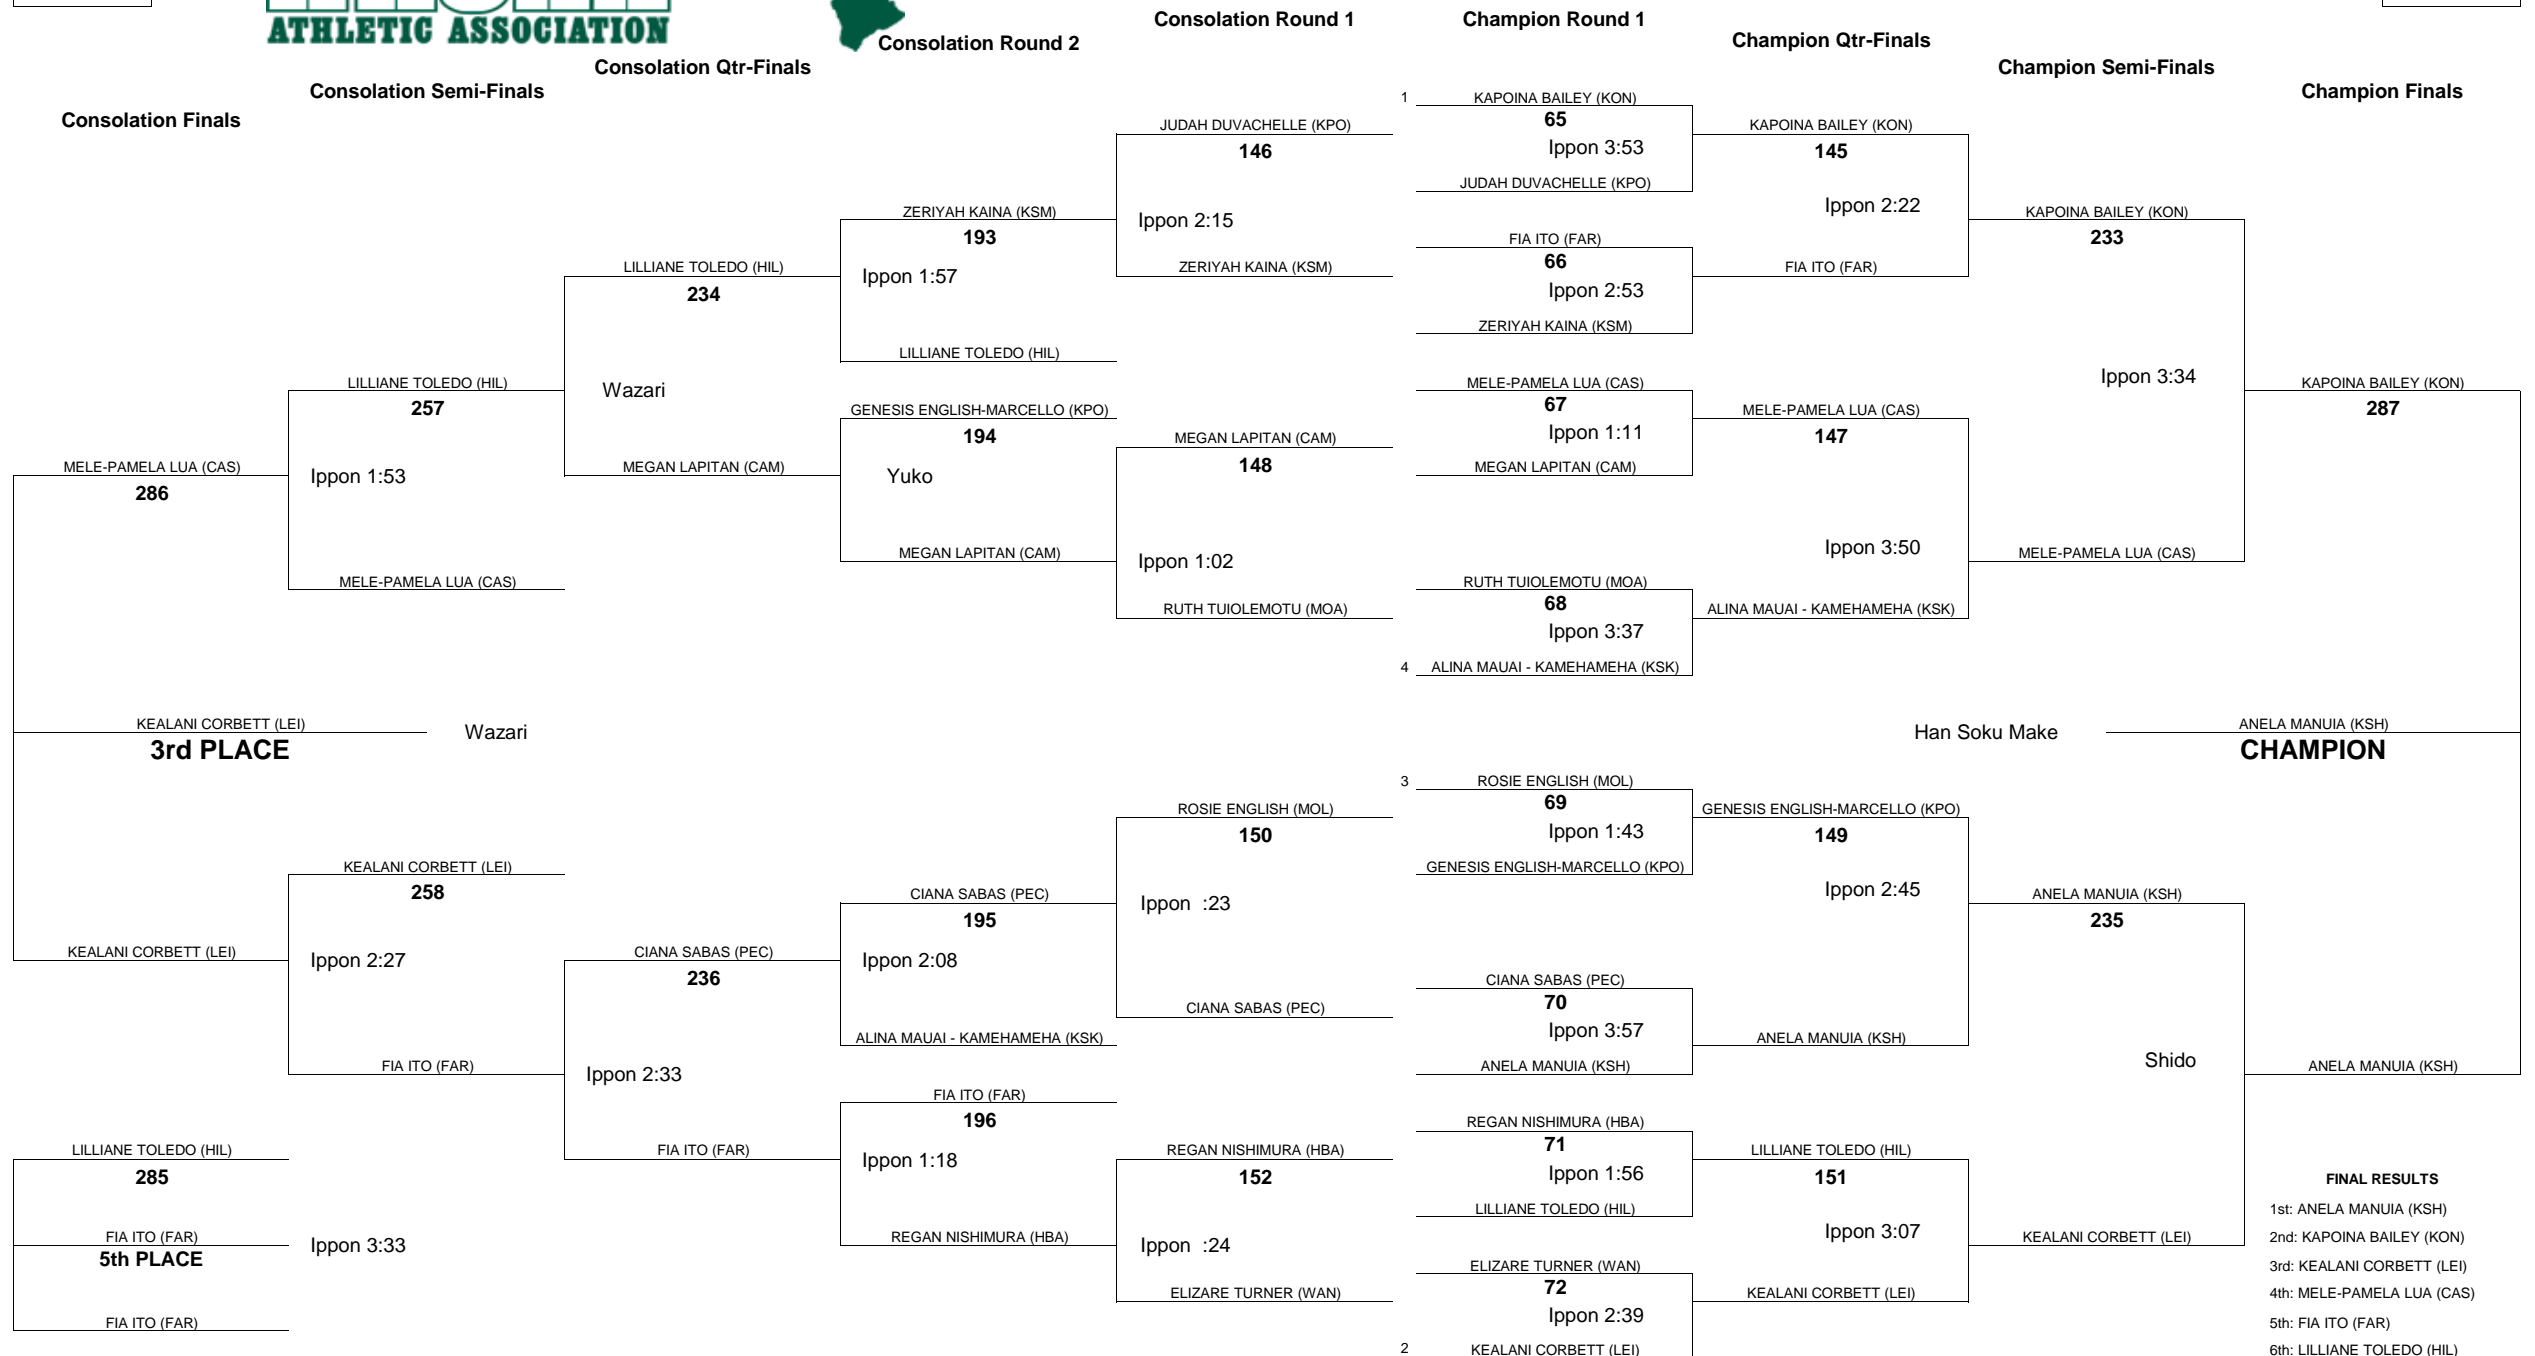 ATHLETIC ASSOCIATION
Consolation Finals
Consolation Semi-Finals
Consolation Qtr-Finals
Consolation Round 2
Consolation Round 1
Champion Round 1
Champion Qtr-Finals
Champion Semi-Finals
Champion Finals
MELE-PAMELA LUA (CAS)
286
KEALANI CORBETT (LEI)
3rd PLACE
Wazari
KEALANI CORBETT (LEI)
LILLIANE TOLEDO (HIL)
285
FIA ITO (FAR)
5th PLACE
Ippon 3:33
FIA ITO (FAR)
LILLIANE TOLEDO (HIL)
257
Ippon 1:53
MELE-PAMELA LUA (CAS)
KEALANI CORBETT (LEI)
258
Ippon 2:27
FIA ITO (FAR)
LILLIANE TOLEDO (HIL)
234
Wazari
MEGAN LAPITAN (CAM)
CIANA SABAS (PEC)
236
Ippon 2:33
FIA ITO (FAR)
ZERIYAH KAINA (KSM)
193
Ippon 1:57
LILLIANE TOLEDO (HIL)
GENESIS ENGLISH-MARCELLO (KPO)
194
Yuko
MEGAN LAPITAN (CAM)
CIANA SABAS (PEC)
195
Ippon 2:08
ALINA MAUAI - KAMEHAMEHA (KSK)
FIA ITO (FAR)
196
Ippon 1:18
REGAN NISHIMURA (HBA)
JUDAH DUVACHELLE (KPO)
146
Ippon 2:15
ZERIYAH KAINA (KSM)
MEGAN LAPITAN (CAM)
148
Ippon 1:02
RUTH TUIOLEMOTU (MOA)
ROSIE ENGLISH (MOL)
150
Ippon :23
CIANA SABAS (PEC)
REGAN NISHIMURA (HBA)
152
Ippon :24
ELIZARE TURNER (WAN)
1 KAPOINA BAILEY (KON)
65
Ippon 3:53
JUDAH DUVACHELLE (KPO)
FIA ITO (FAR)
66
Ippon 2:53
ZERIYAH KAINA (KSM)
MELE-PAMELA LUA (CAS)
67
Ippon 1:11
MEGAN LAPITAN (CAM)
RUTH TUIOLEMOTU (MOA)
68
Ippon 3:37
4 ALINA MAUAI - KAMEHAMEHA (KSK)
3 ROSIE ENGLISH (MOL)
69
Ippon 1:43
GENESIS ENGLISH-MARCELLO (KPO)
CIANA SABAS (PEC)
70
Ippon 3:57
ANELA MANUIA (KSH)
REGAN NISHIMURA (HBA)
71
Ippon 1:56
LILLIANE TOLEDO (HIL)
ELIZARE TURNER (WAN)
72
Ippon 2:39
2 KEALANI CORBETT (LEI)
KAPOINA BAILEY (KON)
145
Ippon 2:22
FIA ITO (FAR)
MELE-PAMELA LUA (CAS)
147
Ippon 3:50
ALINA MAUAI - KAMEHAMEHA (KSK)
GENESIS ENGLISH-MARCELLO (KPO)
149
Ippon 2:45
ANELA MANUIA (KSH)
LILLIANE TOLEDO (HIL)
151
Ippon 3:07
KEALANI CORBETT (LEI)
KAPOINA BAILEY (KON)
233
Ippon 3:34
MELE-PAMELA LUA (CAS)
ANELA MANUIA (KSH)
235
Shido
KEALANI CORBETT (LEI)
KAPOINA BAILEY (KON)
287
Han Soku Make
ANELA MANUIA (KSH)
CHAMPION
ANELA MANUIA (KSH)
FINAL RESULTS
1st: ANELA MANUIA (KSH)
2nd: KAPOINA BAILEY (KON)
3rd: KEALANI CORBETT (LEI)
4th: MELE-PAMELA LUA (CAS)
5th: FIA ITO (FAR)
6th: LILLIANE TOLEDO (HIL)